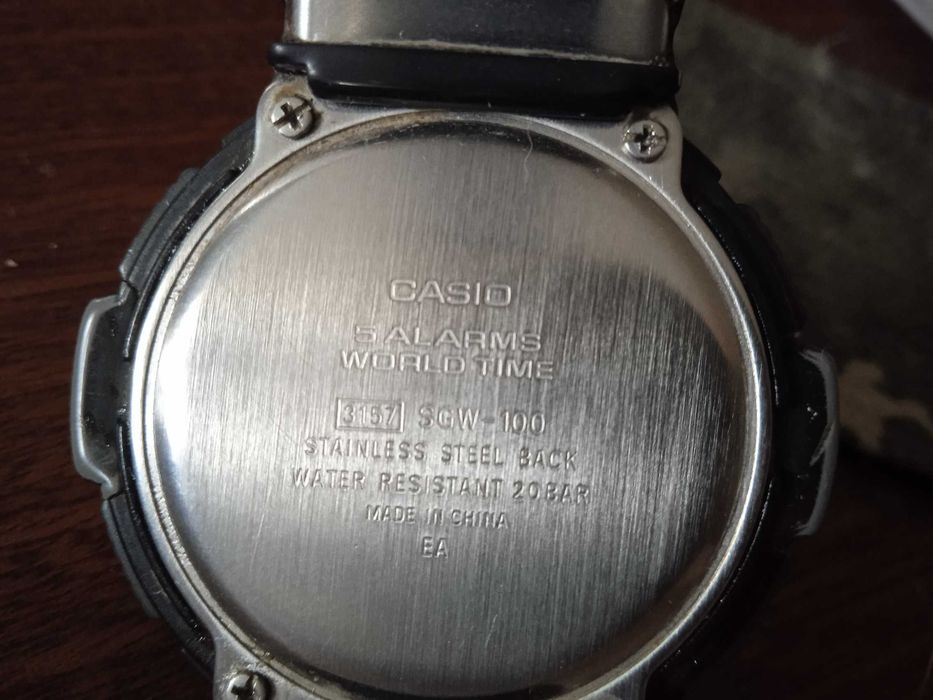 CASIO
5 ALARMS
WORLD TIME
3157 SGW-100
STAINLESS STEEL BACK
WATER RESISTANT 20BAR
MADE IN CHINA
EA